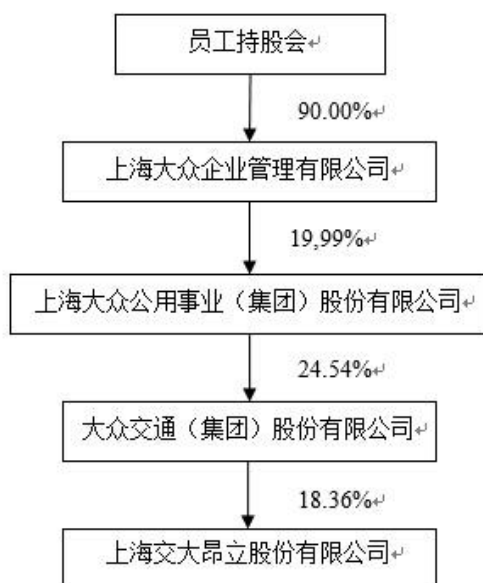 员工持股会↵
90.00%↵
上海大众企业管理有限公司↵
19,99%↵
上海大众公用事业（集团）股份有限公司↵
24.54%↵
大众交通（集团）股份有限公司↵
18.36%↵
上海交大昂立股份有限公司↵